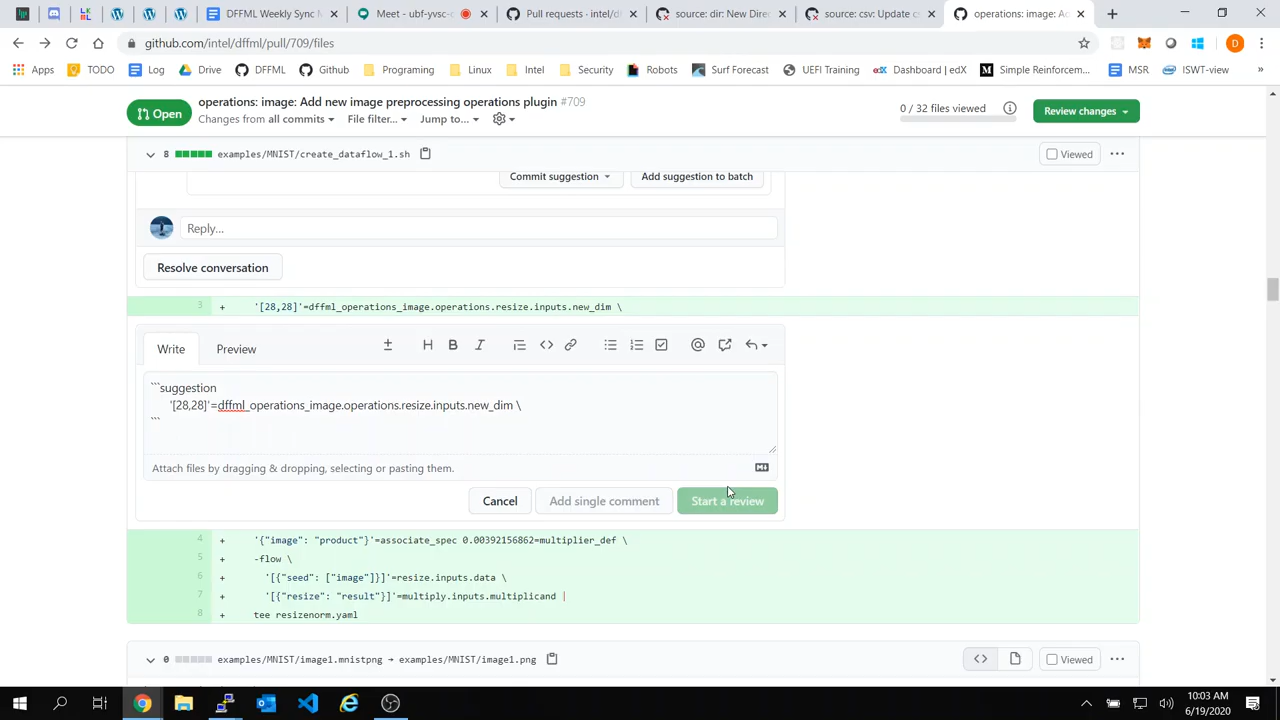 DFFML Weekly Sync M
Meet - ubf-yvsc-c
Pull requests · intel/dff
source: dir: New Direc
source: csv: Update cs
operations: image: Ad
github.com/intel/dffml/pull/709/files
D
Apps
TODO
Log
Drive
DFFML
Github
Programming
Linux
Intel
Security
Robots
Surf Forecast
UEFI Training
Dashboard | edX
Simple Reinforcem...
MSR
ISWT-view
»
Open
operations: image: Add new image preprocessing operations plugin #709
Changes from all commits
File filter...
Jump to...
0 / 32 files viewed
Review changes
8 examples/MNIST/create_dataflow_1.sh
Viewed
Commit suggestion
Add suggestion to batch
Reply...
Resolve conversation
3 + '[28,28]'=dffml_operations_image.operations.resize.inputs.new_dim \
Write
Preview
```suggestion
'[28,28]'=dffml_operations_image.operations.resize.inputs.new_dim \
```
Attach files by dragging & dropping, selecting or pasting them.
Cancel
Add single comment
Start a review
4 + '{"image": "product"}'=associate_spec 0.00392156862=multiplier_def \
5 + -flow \
6 + '[{"seed": ["image"]}]'=resize.inputs.data \
7 + '[{"resize": "result"}]'=multiply.inputs.multiplicand |
8 + tee resizenorm.yaml
0 examples/MNIST/image1.mnistpng → examples/MNIST/image1.png
Viewed
10:03 AM
6/19/2020